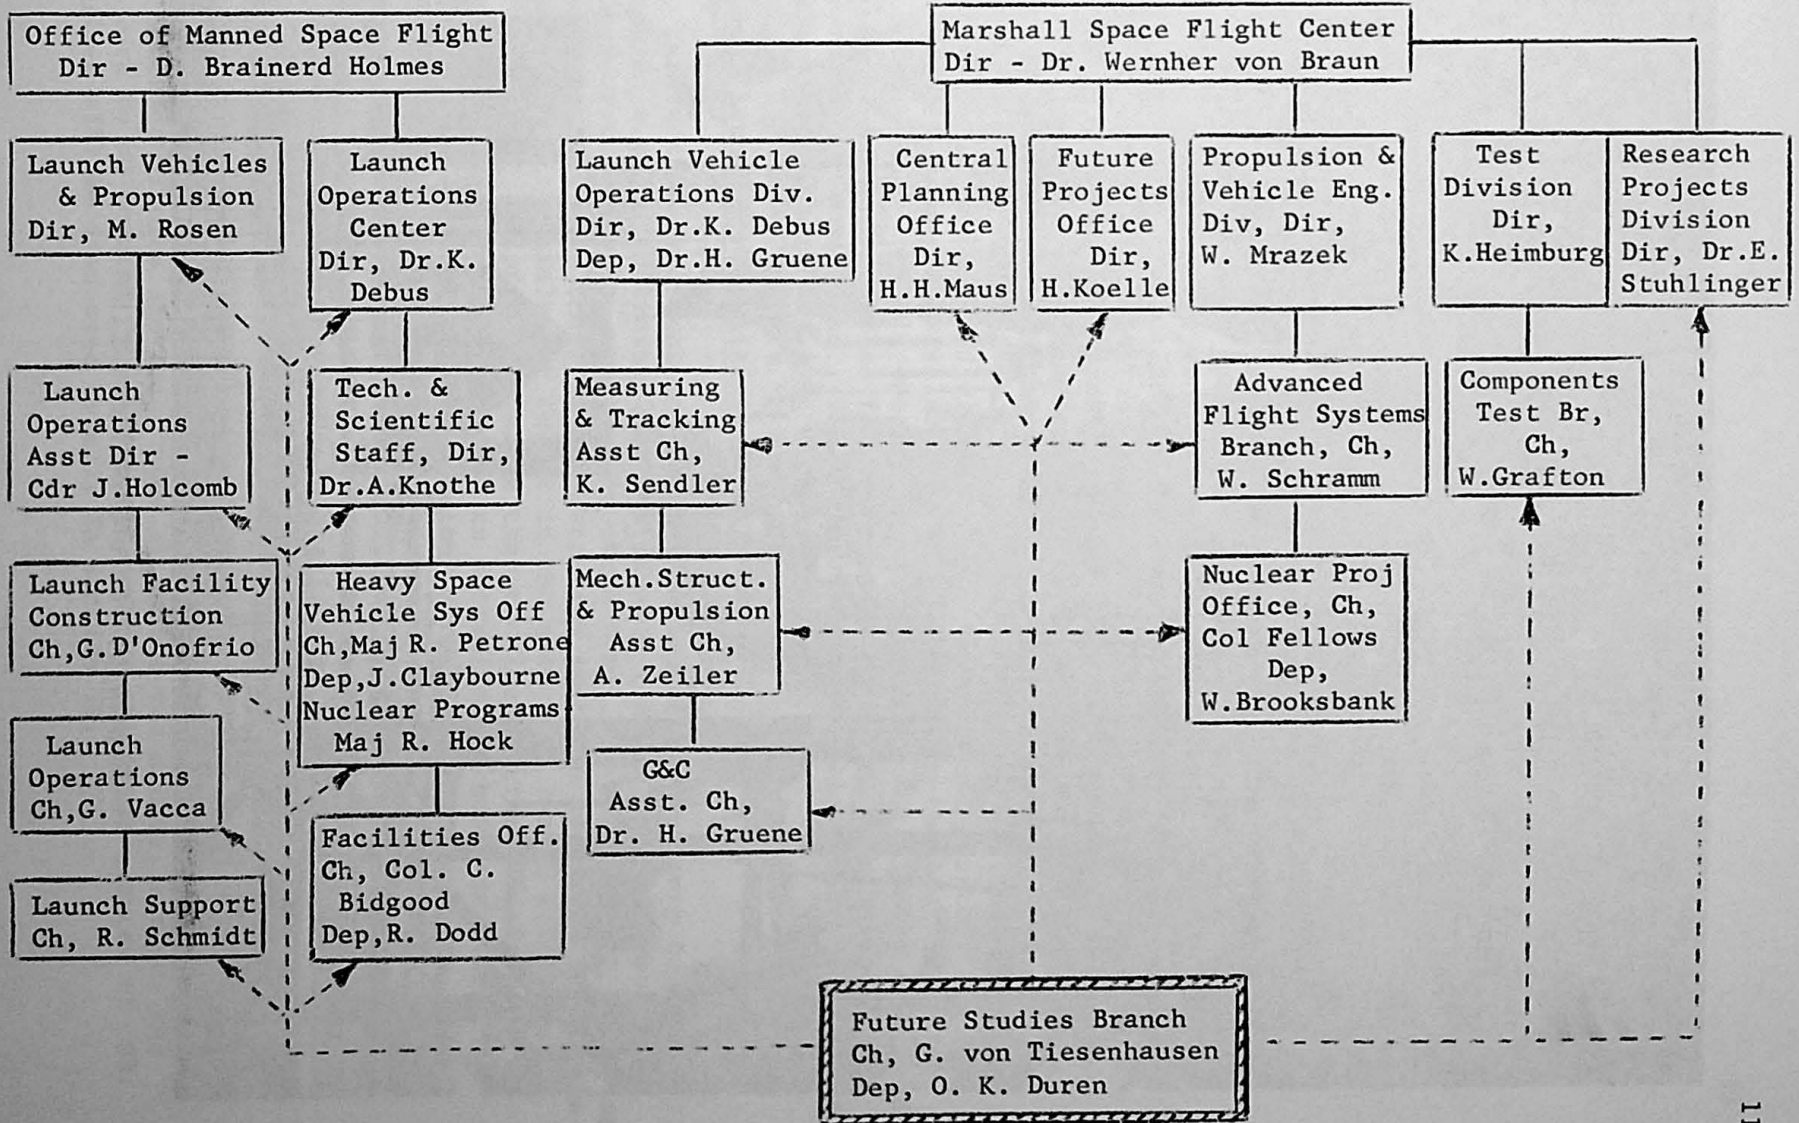 Office of Manned Space Flight
Dir - D. Brainerd Holmes
Marshall Space Flight Center
Dir - Dr. Wernher von Braun
Launch Vehicles
& Propulsion
Dir, M. Rosen
Launch
Operations
Center
Dir, Dr.K.
Debus
Launch Vehicle
Operations Div.
Dir, Dr.K. Debus
Dep, Dr.H. Gruene
Central
Planning
Office
Dir,
H.H.Maus
Future
Projects
Office
Dir,
H.Koelle
Propulsion &
Vehicle Eng.
Div, Dir,
W. Mrazek
Test
Division
Dir,
K.Heimburg
Research
Projects
Division
Dir, Dr.E.
Stuhlinger
Launch
Operations
Asst Dir -
Cdr J.Holcomb
Tech. &
Scientific
Staff, Dir,
Dr.A.Knothe
Measuring
& Tracking
Asst Ch,
K. Sendler
Advanced
Flight Systems
Branch, Ch,
W. Schramm
Components
Test Br,
Ch,
W.Grafton
Launch Facility
Construction
Ch,G.D'Onofrio
Heavy Space
Vehicle Sys Off
Ch,Maj R. Petrone
Dep,J.Claybourne
Nuclear Programs
Maj R. Hock
Mech.Struct.
& Propulsion
Asst Ch,
A. Zeiler
Nuclear Proj
Office, Ch,
Col Fellows
Dep,
W.Brooksbank
Launch
Operations
Ch,G. Vacca
G&C
Asst. Ch,
Dr. H. Gruene
Facilities Off.
Ch, Col. C.
Bidgood
Dep,R. Dodd
Launch Support
Ch, R. Schmidt
Future Studies Branch
Ch, G. von Tiesenhausen
Dep, O. K. Duren
11